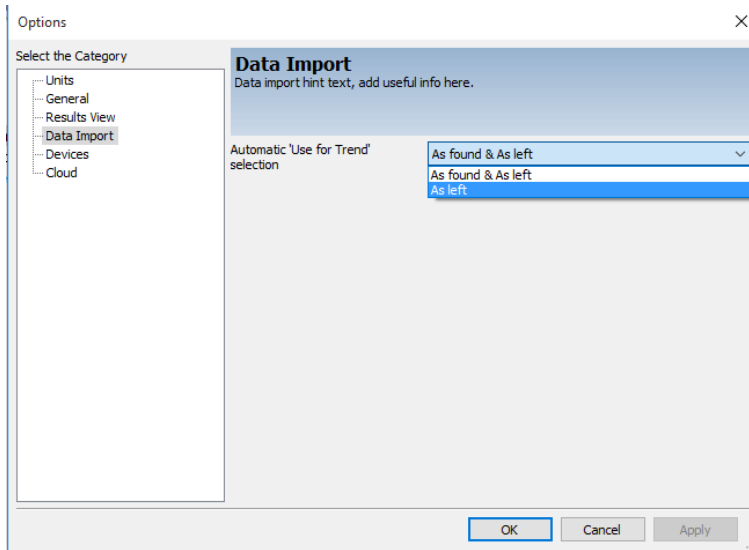 Options
Select the Category
Units
General
Results View
Data Import
Devices
Cloud
Data Import
Data import hint text, add useful info here.
Automatic 'Use for Trend'
selection
As found & As left
As found & As left
As left
OK
Cancel
Apply